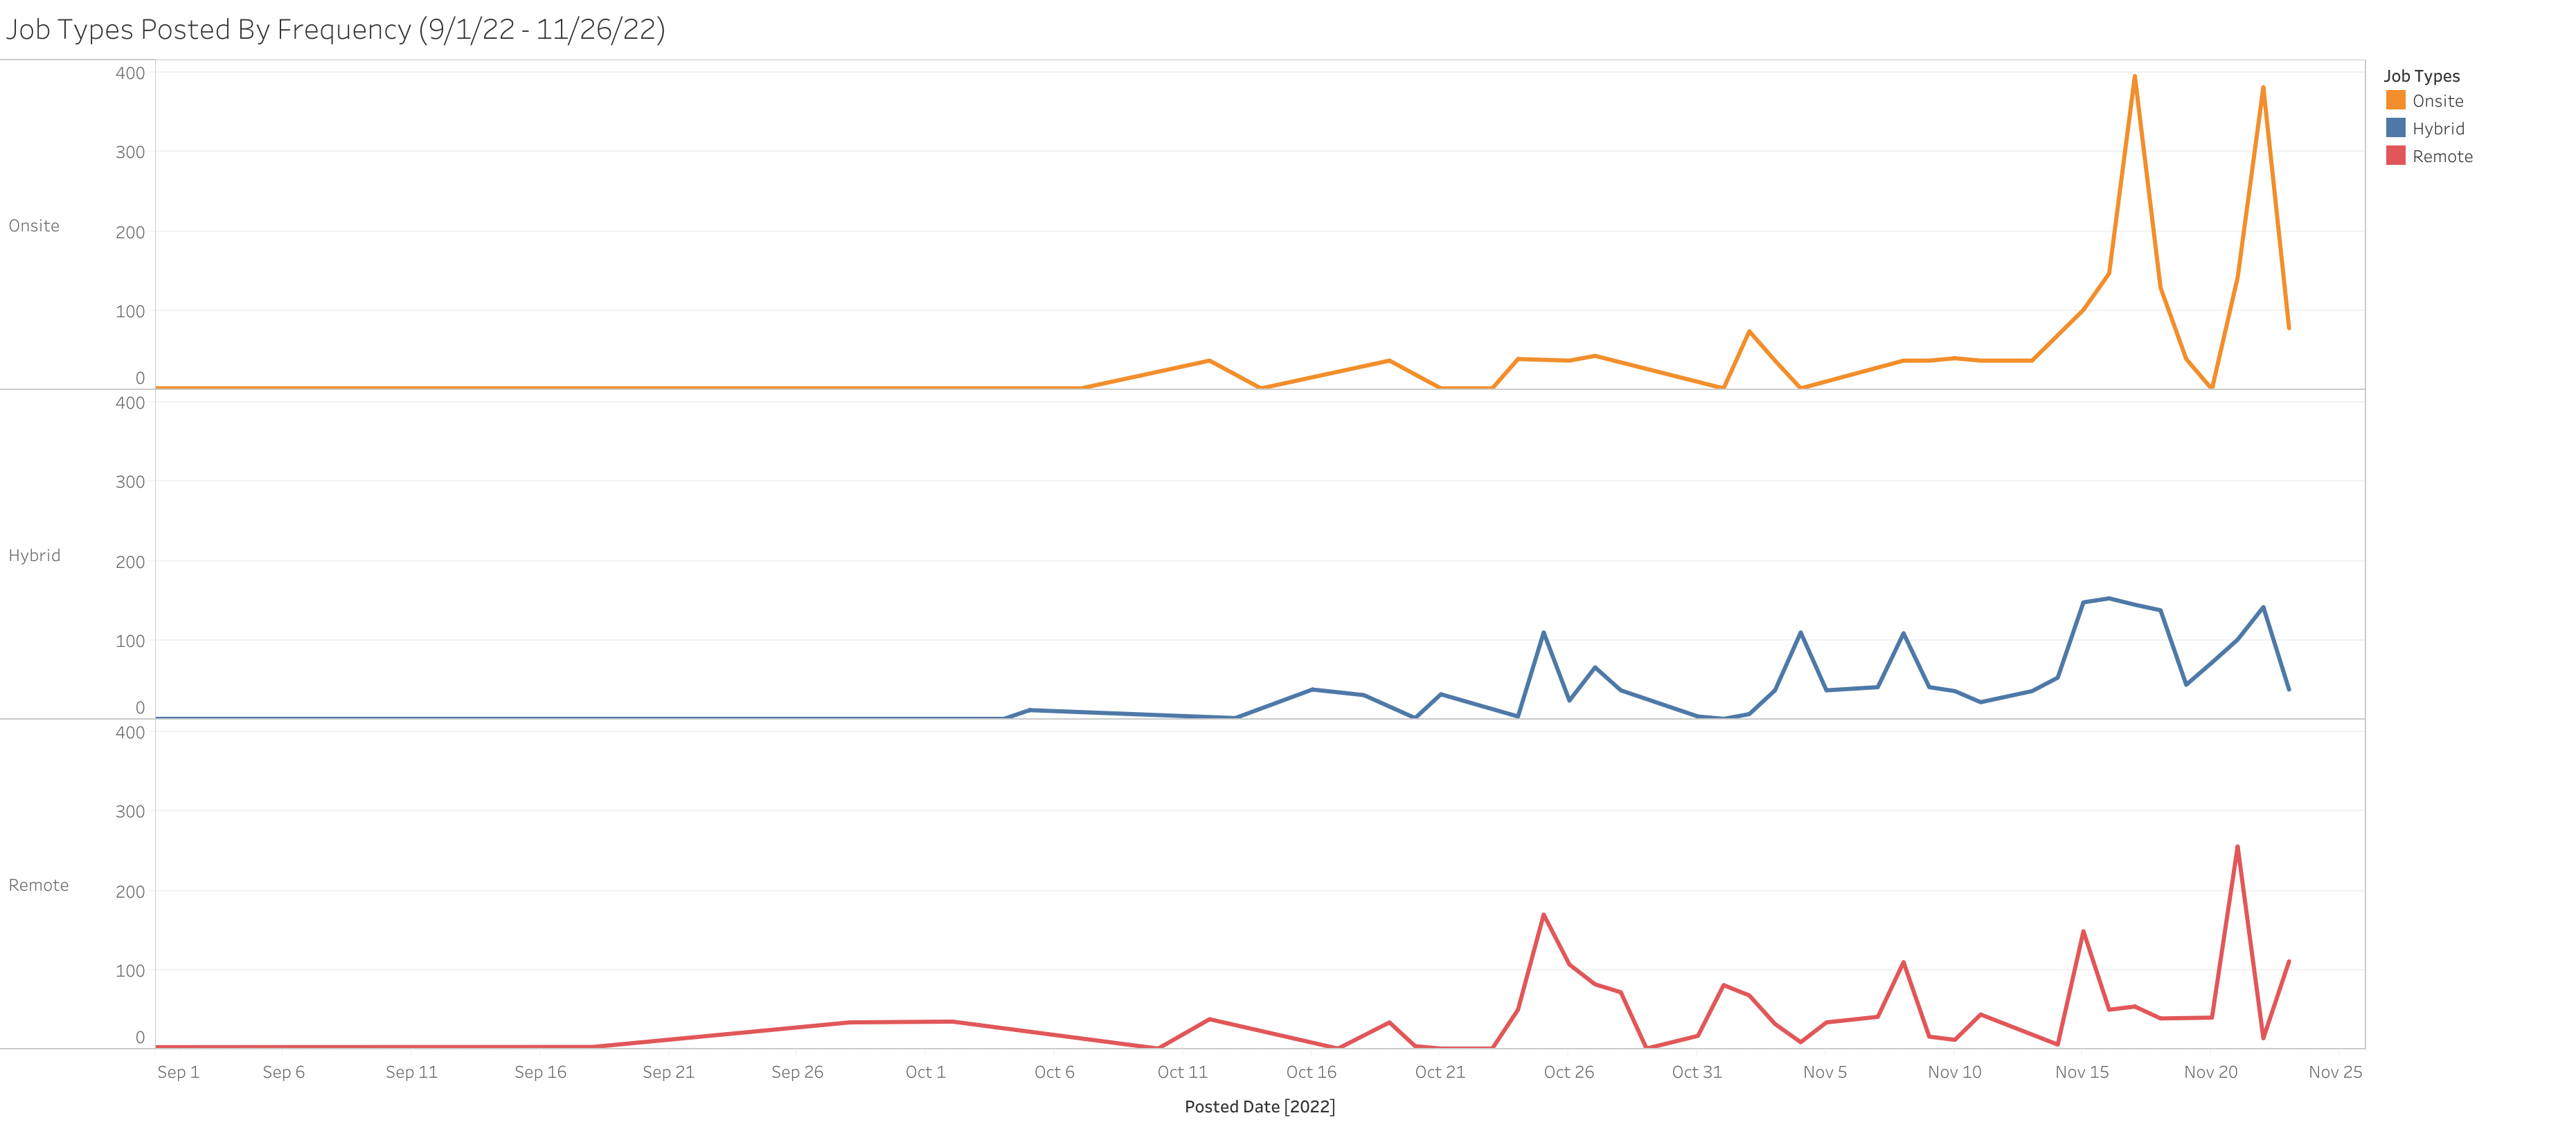 Job Types Posted By Frequency (9/1/22 - 11/26/22)
Onsite
400
300
200
100
0
Hybrid
400
300
200
100
0
Remote
400
300
200
100
0
Sep 1 Sep 6 Sep 11 Sep 16 Sep 21 Sep 26 Oct 1 Oct 6 Oct 11 Oct 16 Oct 21 Oct 26 Oct 31 Nov 5 Nov 10 Nov 15 Nov 20 Nov 25
Posted Date [2022]
Job Types
Onsite
Hybrid
Remote